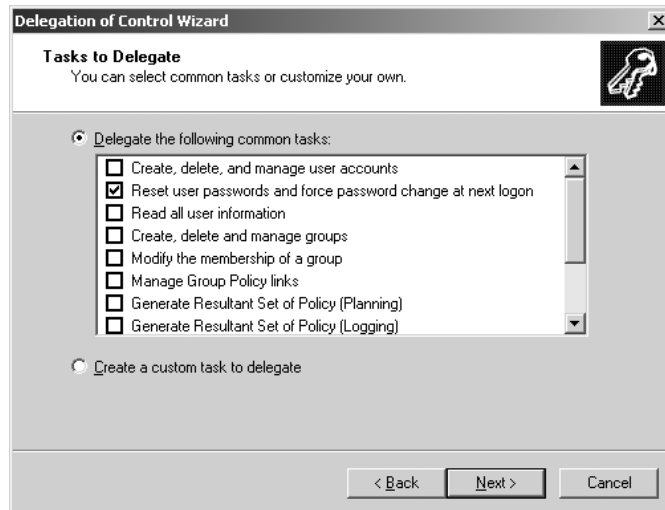 Delegation of Control Wizard
Tasks to Delegate
You can select common tasks or customize your own.
Delegate the following common tasks:
Create, delete, and manage user accounts
Reset user passwords and force password change at next logon
Read all user information
Create, delete and manage groups
Modify the membership of a group
Manage Group Policy links
Generate Resultant Set of Policy (Planning)
Generate Resultant Set of Policy (Logging)
Create a custom task to delegate
< Back Next > Cancel